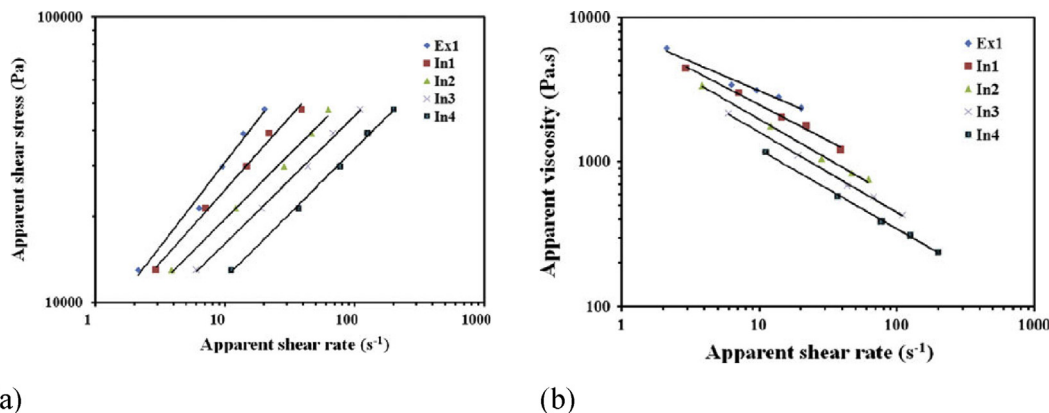 100000
Apparent shear stress (Pa)
10000
1 10 100 1000
Apparent shear rate (s⁻¹)
Ex1
In1
In2
In3
In4
a)
10000
Apparent viscosity (Pa.s)
1000
100
1 10 100 1000
Apparent shear rate (s⁻¹)
Ex1
In1
In2
In3
In4
(b)